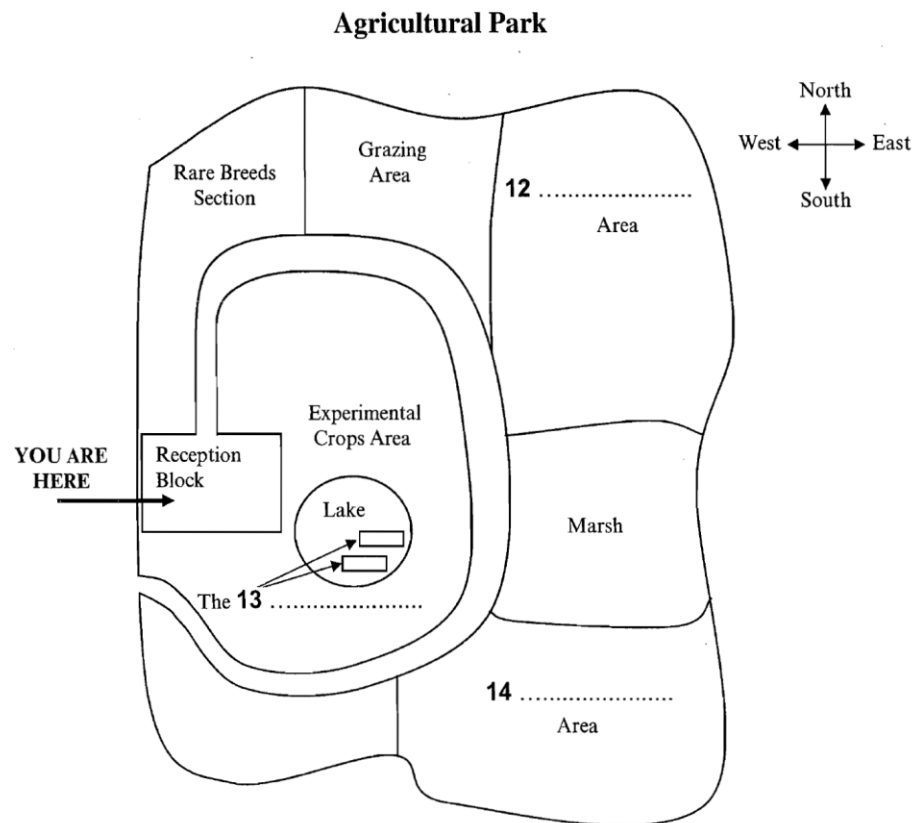 Agricultural Park
North
West
East
South
Rare Breeds
Section
Grazing
Area
12 ........................
Area
Experimental
Crops Area
YOU ARE
HERE
Reception
Block
Lake
Marsh
The 13 ........................
14 ........................
Area